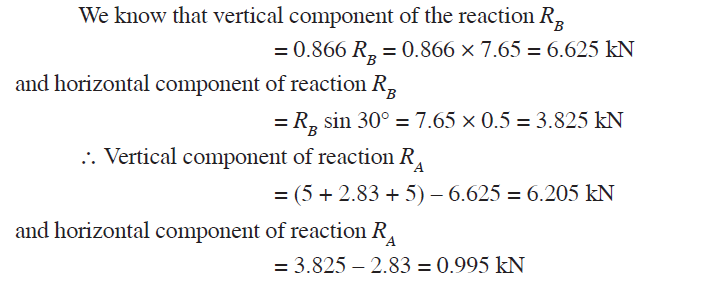 We know that vertical component of the reaction R_B
= 0.866 R_B = 0.866 × 7.65 = 6.625 kN
and horizontal component of reaction R_B
= R_B sin 30° = 7.65 × 0.5 = 3.825 kN
∴ Vertical component of reaction R_A
= (5 + 2.83 + 5) – 6.625 = 6.205 kN
and horizontal component of reaction R_A
= 3.825 – 2.83 = 0.995 kN